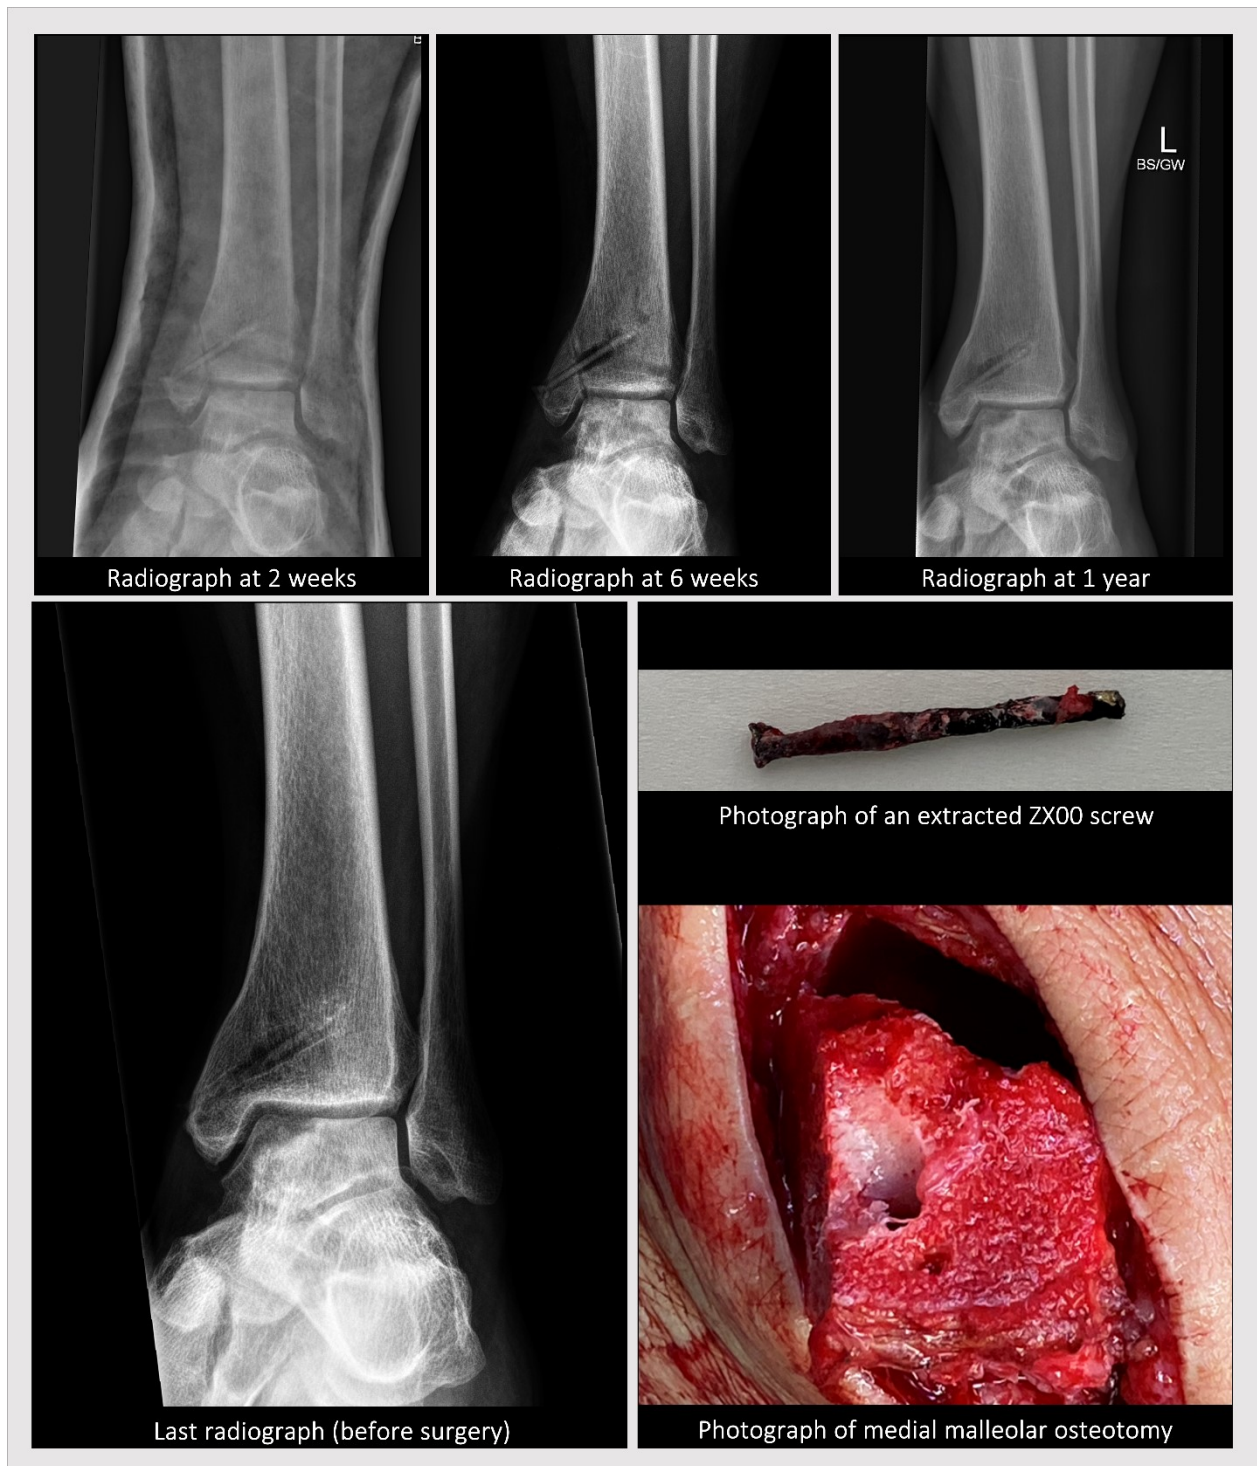 L
BS/GW
Radiograph at 2 weeks
Radiograph at 6 weeks
Radiograph at 1 year
Photograph of an extracted ZX00 screw
Last radiograph (before surgery)
Photograph of medial malleolar osteotomy